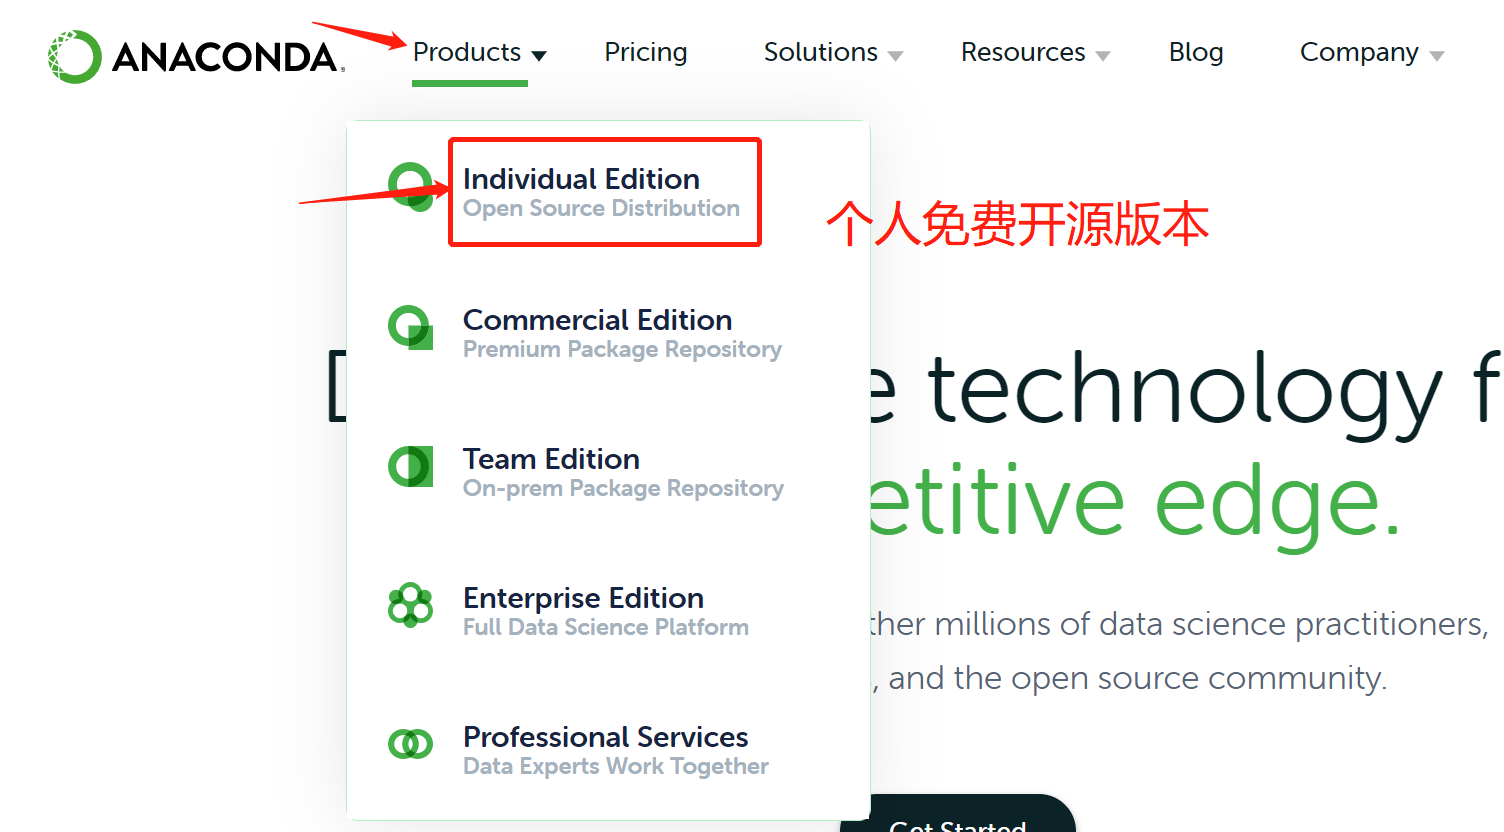 ANACONDA
Products
Pricing
Solutions
Resources
Blog
Company
Individual Edition
Open Source Distribution
个人免费开源版本
Commercial Edition
Premium Package Repository
technology
Team Edition
On-prem Package Repository
etitive edge.
Enterprise Edition
Full Data Science Platform
ther millions of data science practitioners,
, and the open source community.
Professional Services
Data Experts Work Together
Get Started